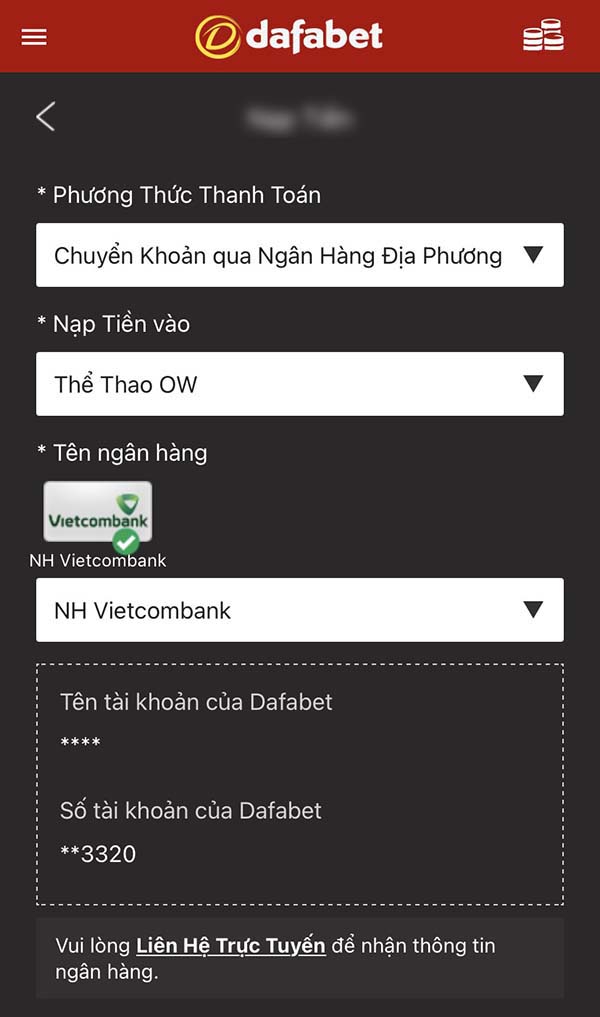 dafabet
* Phương Thức Thanh Toán
Chuyển Khoản qua Ngân Hàng Địa Phương
* Nạp Tiền vào
Thể Thao OW
* Tên ngân hàng
Vietcombank
NH Vietcombank
NH Vietcombank
Tên tài khoản của Dafabet
****
Số tài khoản của Dafabet
**3320
Vui lòng Liên Hệ Trực Tuyến để nhận thông tin
ngân hàng.